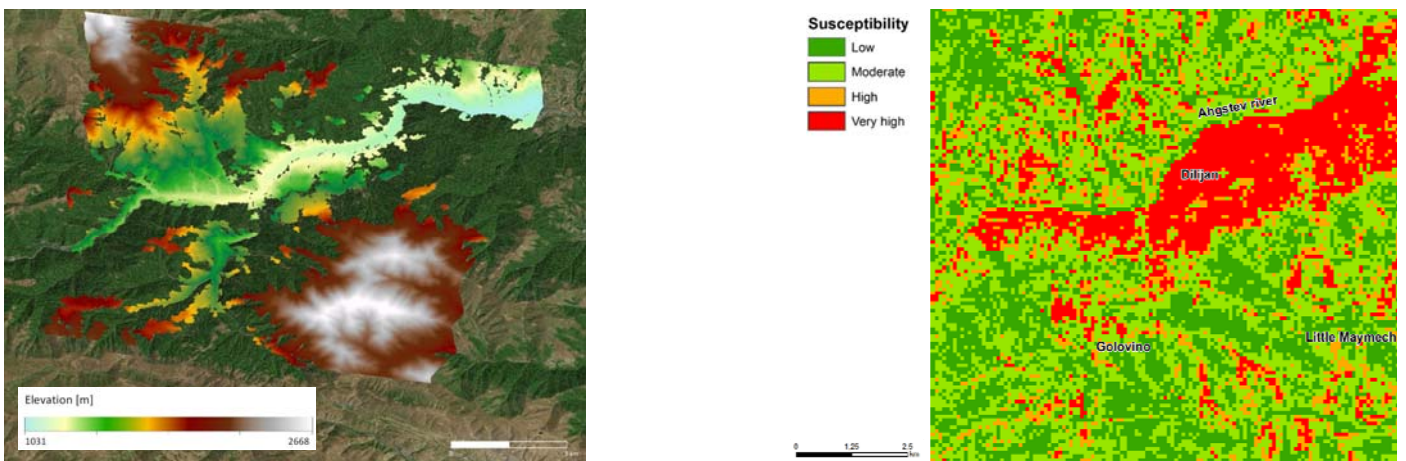 Elevation [m]
1031 2668
Susceptibility
Low
Moderate
High
Very high
0 1.25 2.5
km
Ahgstev river
Dilijan
Golovino
Little Maymech